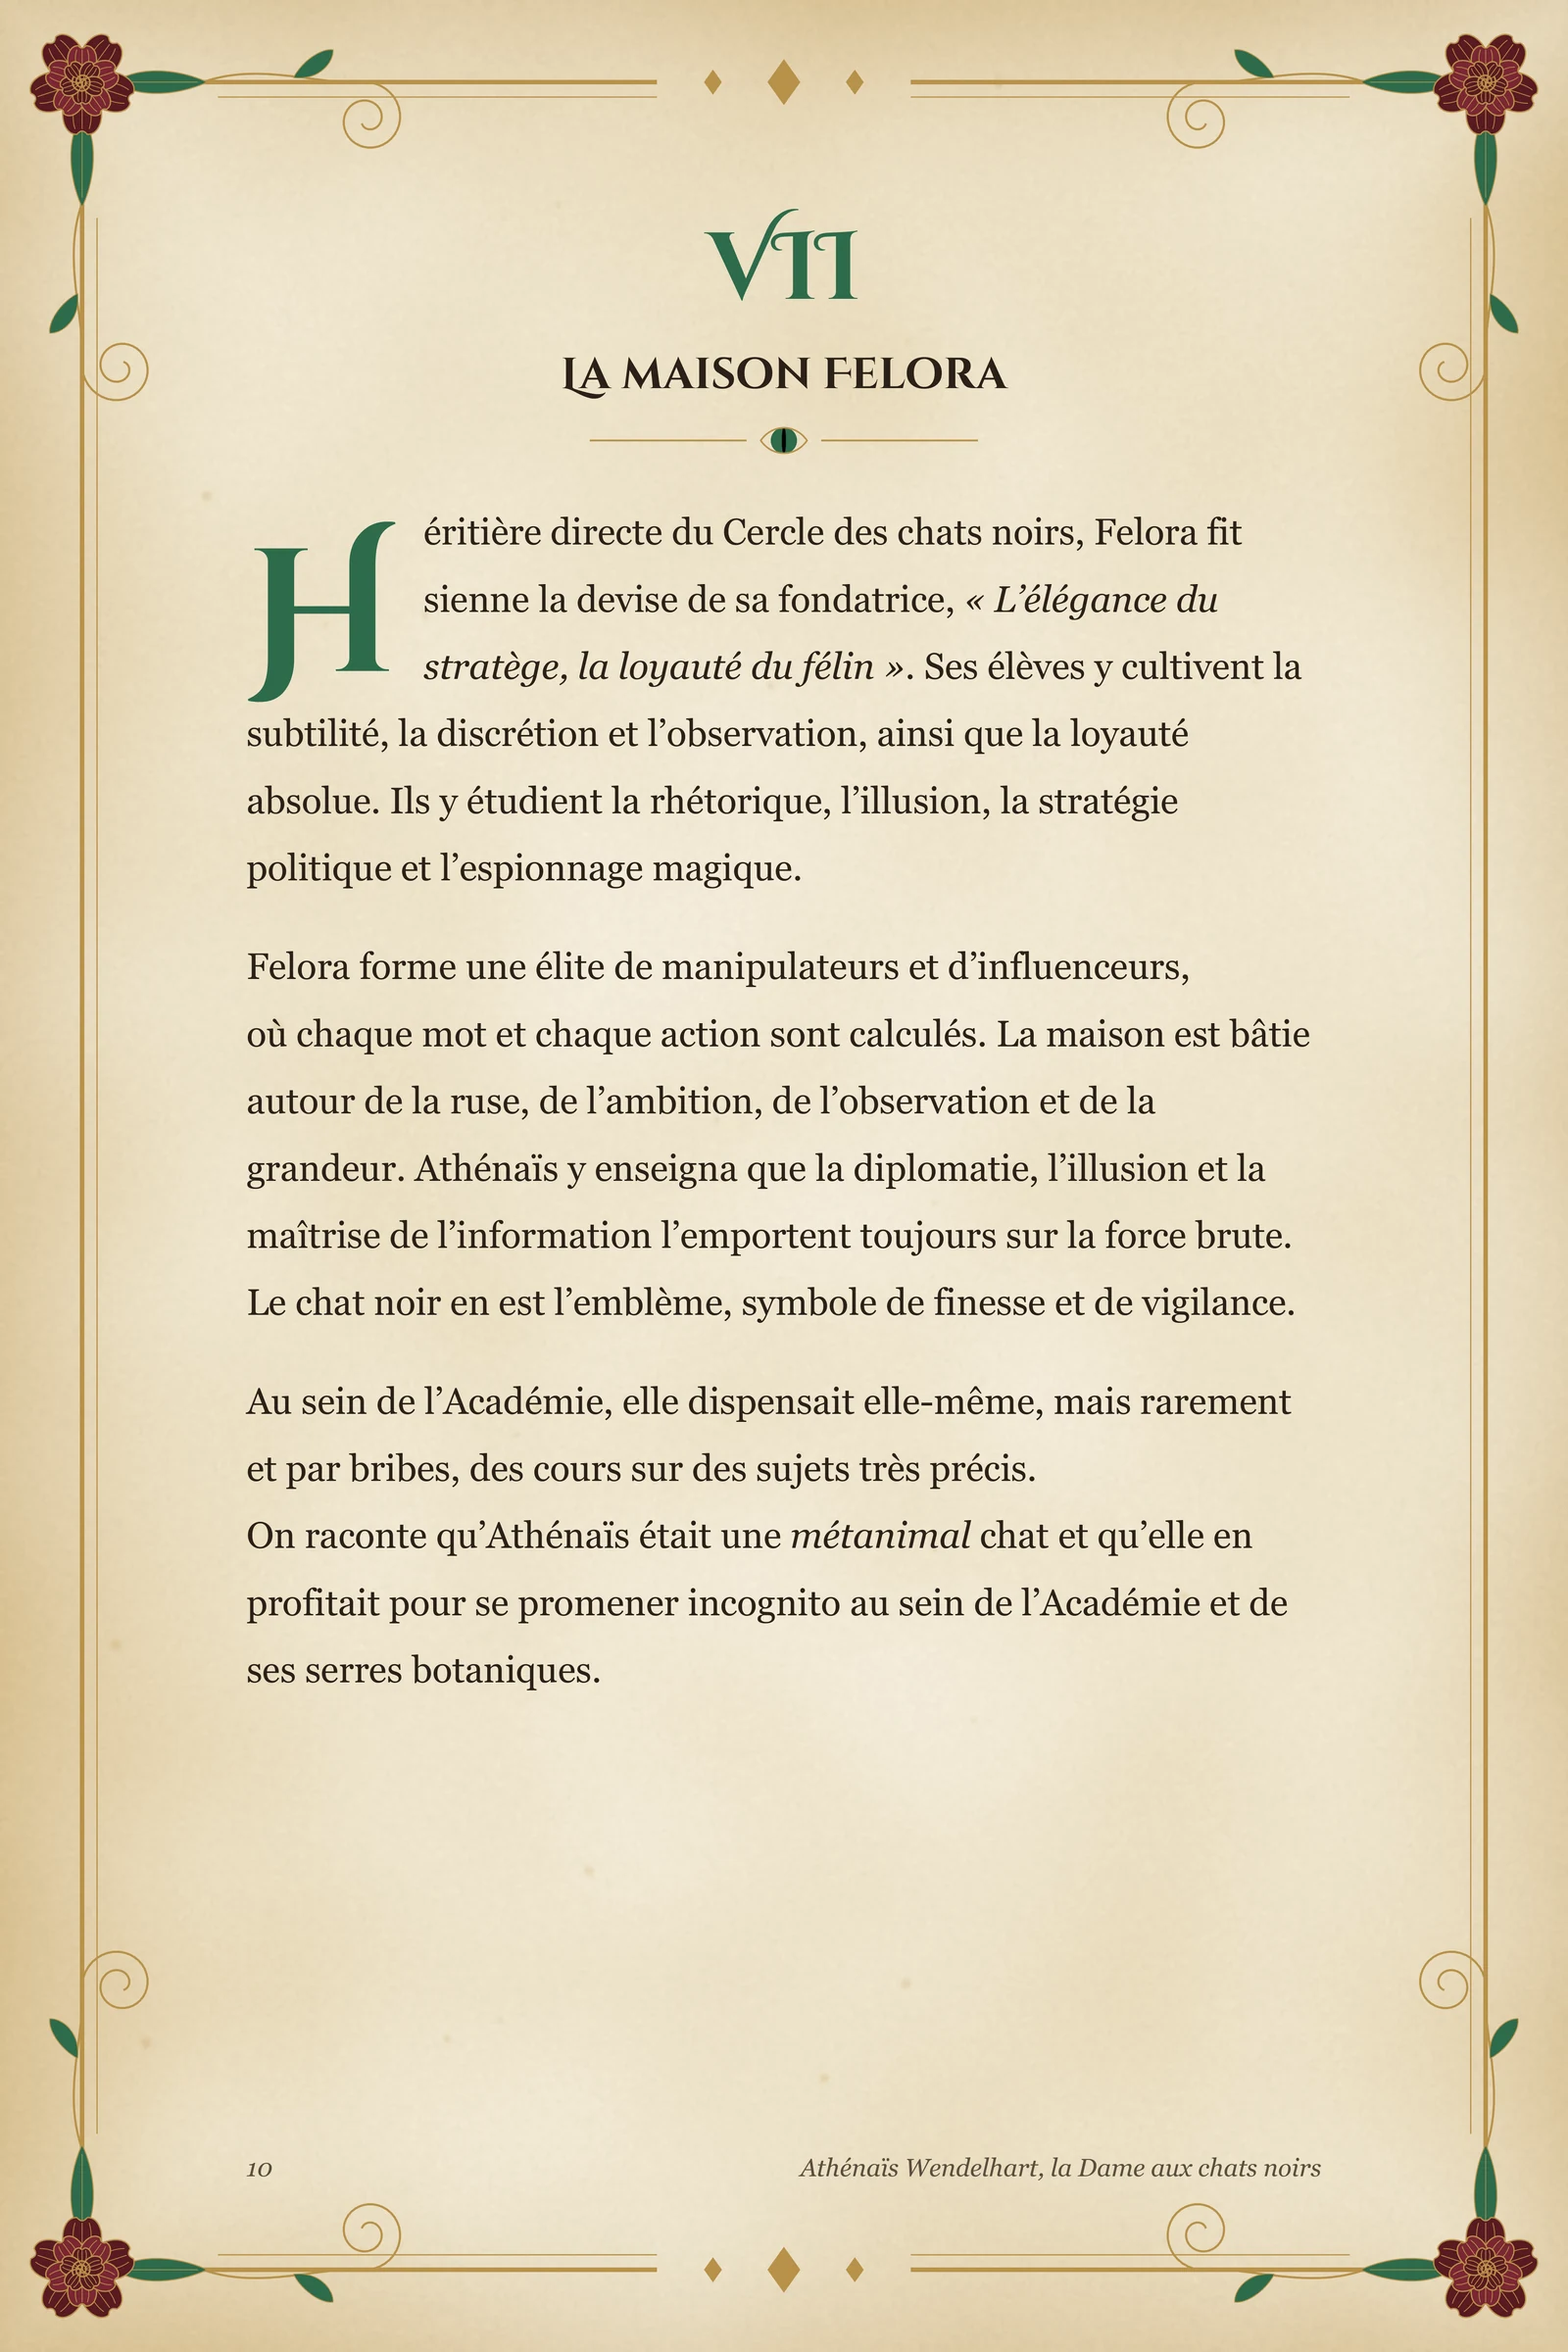 VII
La maison Felora
Héritière directe du Cercle des chats noirs, Felora fit
sienne la devise de sa fondatrice, « L’élégance du
stratège, la loyauté du félin ». Ses élèves y cultivent la
subtilité, la discrétion et l’observation, ainsi que la loyauté
absolue. Ils y étudient la rhétorique, l’illusion, la stratégie
politique et l’espionnage magique.
Felora forme une élite de manipulateurs et d’influenceurs,
où chaque mot et chaque action sont calculés. La maison est bâtie
autour de la ruse, de l’ambition, de l’observation et de la
grandeur. Athénaïs y enseigna que la diplomatie, l’illusion et la
maîtrise de l’information l’emportent toujours sur la force brute.
Le chat noir en est l’emblème, symbole de finesse et de vigilance.
Au sein de l’Académie, elle dispensait elle-même, mais rarement
et par bribes, des cours sur des sujets très précis.
On raconte qu’Athénaïs était une métanimal chat et qu’elle en
profitait pour se promener incognito au sein de l’Académie et de
ses serres botaniques.
10
Athénaïs Wendelhart, la Dame aux chats noirs